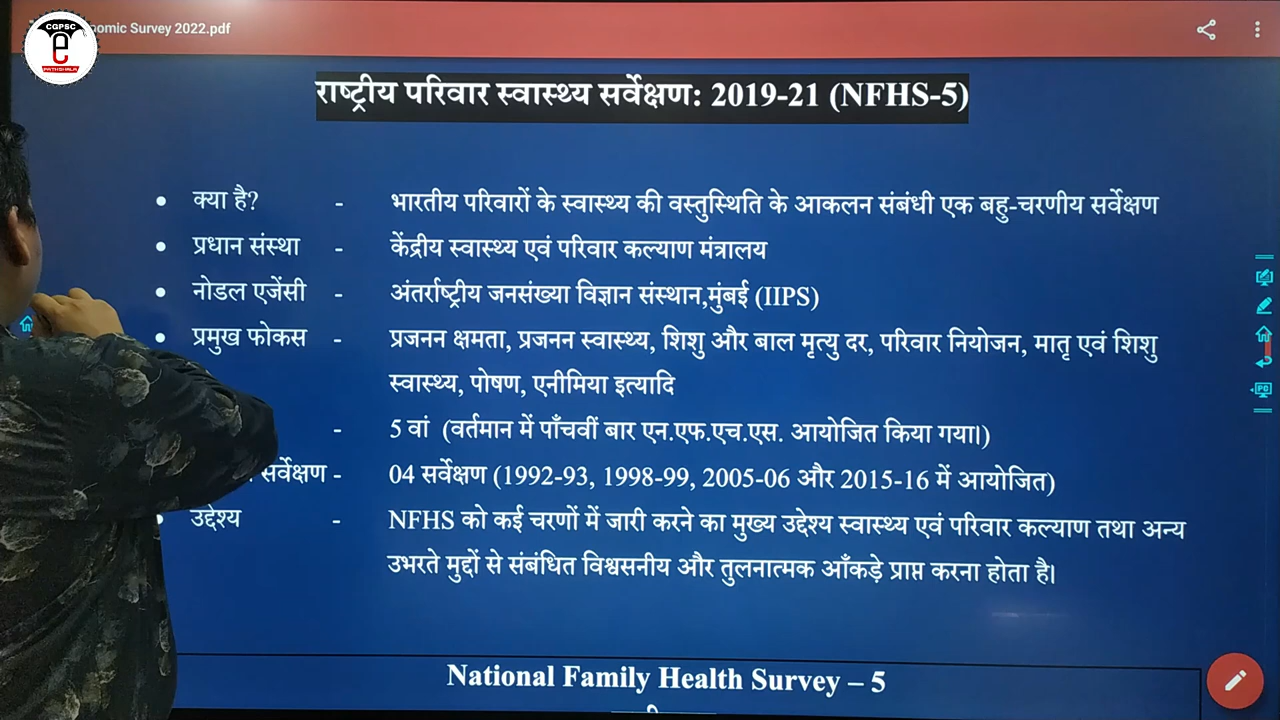 CGPSC
e
PATHSHALA
nomic Survey 2022.pdf
राष्ट्रीय परिवार स्वास्थ्य सर्वेक्षण: 2019-21 (NFHS-5)
• क्या है? - भारतीय परिवारों के स्वास्थ्य की वस्तुस्थिति के आकलन संबंधी एक बहु-चरणीय सर्वेक्षण
• प्रधान संस्था - केंद्रीय स्वास्थ्य एवं परिवार कल्याण मंत्रालय
• नोडल एजेंसी - अंतर्राष्ट्रीय जनसंख्या विज्ञान संस्थान,मुंबई (IIPS)
• प्रमुख फोकस - प्रजनन क्षमता, प्रजनन स्वास्थ्य, शिशु और बाल मृत्यु दर, परिवार नियोजन, मातृ एवं शिशु
स्वास्थ्य, पोषण, एनीमिया इत्यादि
- 5 वां (वर्तमान में पाँचवीं बार एन.एफ.एच.एस. आयोजित किया गया।)
सर्वेक्षण - 04 सर्वेक्षण (1992-93, 1998-99, 2005-06 और 2015-16 में आयोजित)
• उद्देश्य - NFHS को कई चरणों में जारी करने का मुख्य उद्देश्य स्वास्थ्य एवं परिवार कल्याण तथा अन्य
उभरते मुद्दों से संबंधित विश्वसनीय और तुलनात्मक आँकड़े प्राप्त करना होता है।
National Family Health Survey – 5